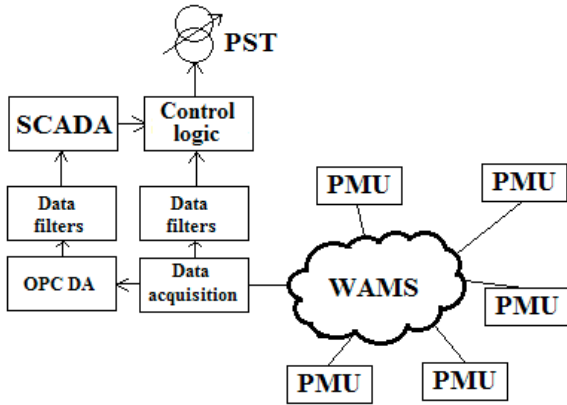 PST
SCADA
Control
logic
Data
filters
Data
filters
PMU
PMU
OPC DA
Data
acquisition
WAMS
PMU
PMU
PMU